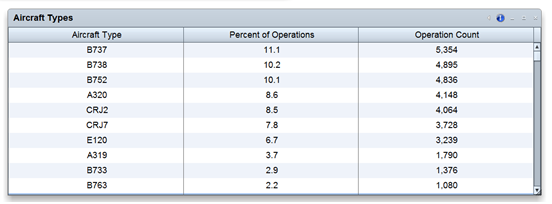 Aircraft Types
Aircraft Type Percent of Operations Operation Count
B737 11.1 5,354
B738 10.2 4,895
B752 10.1 4,836
A320 8.6 4,148
CRJ2 8.5 4,064
CRJ7 7.8 3,728
E120 6.7 3,239
A319 3.7 1,790
B733 2.9 1,376
B763 2.2 1,080